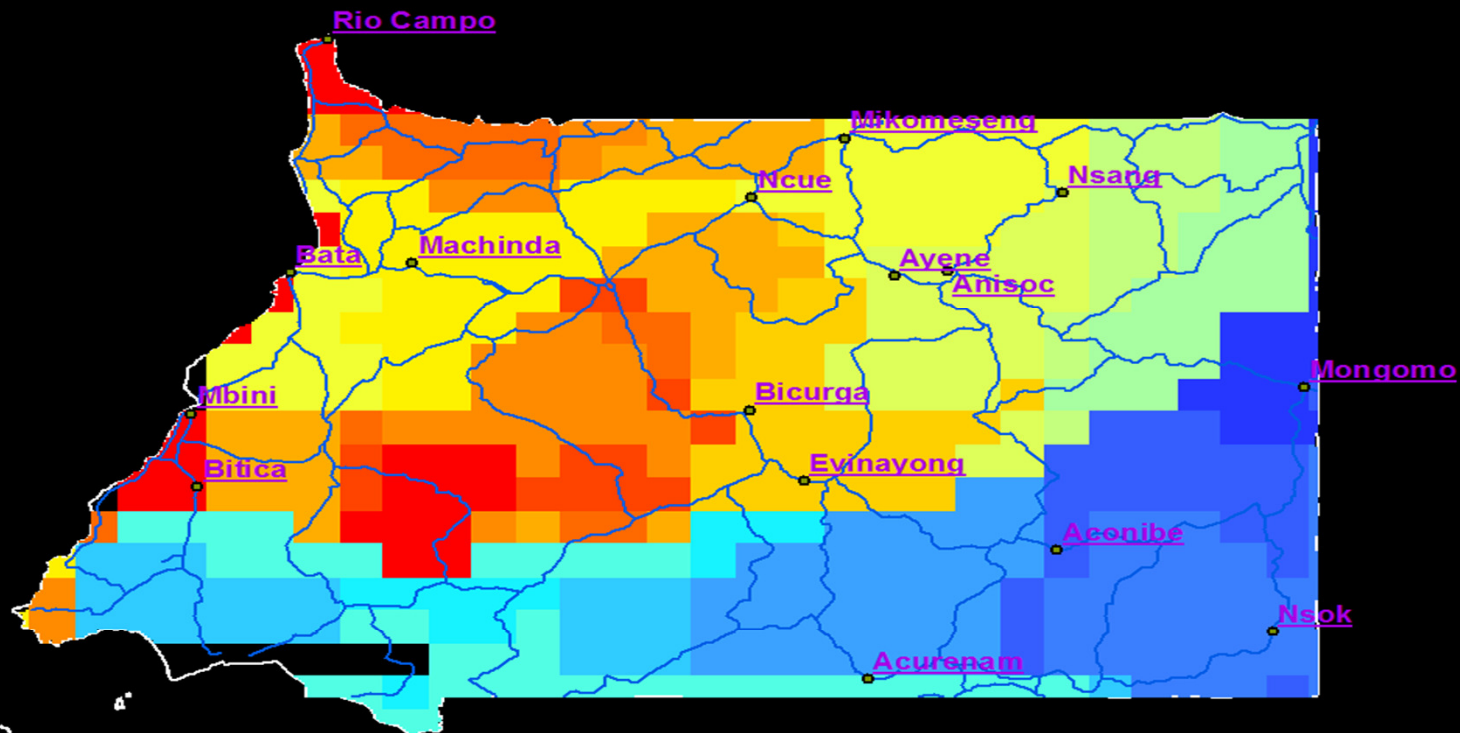 Rio Campo
Mikomeseng
Nsang
Ncue
Machinda
Bata
Ayene
Anisoc
Mongomo
Mbini
Bicurga
Bitica
Evinayong
Aconibe
Nsok
Acurenam